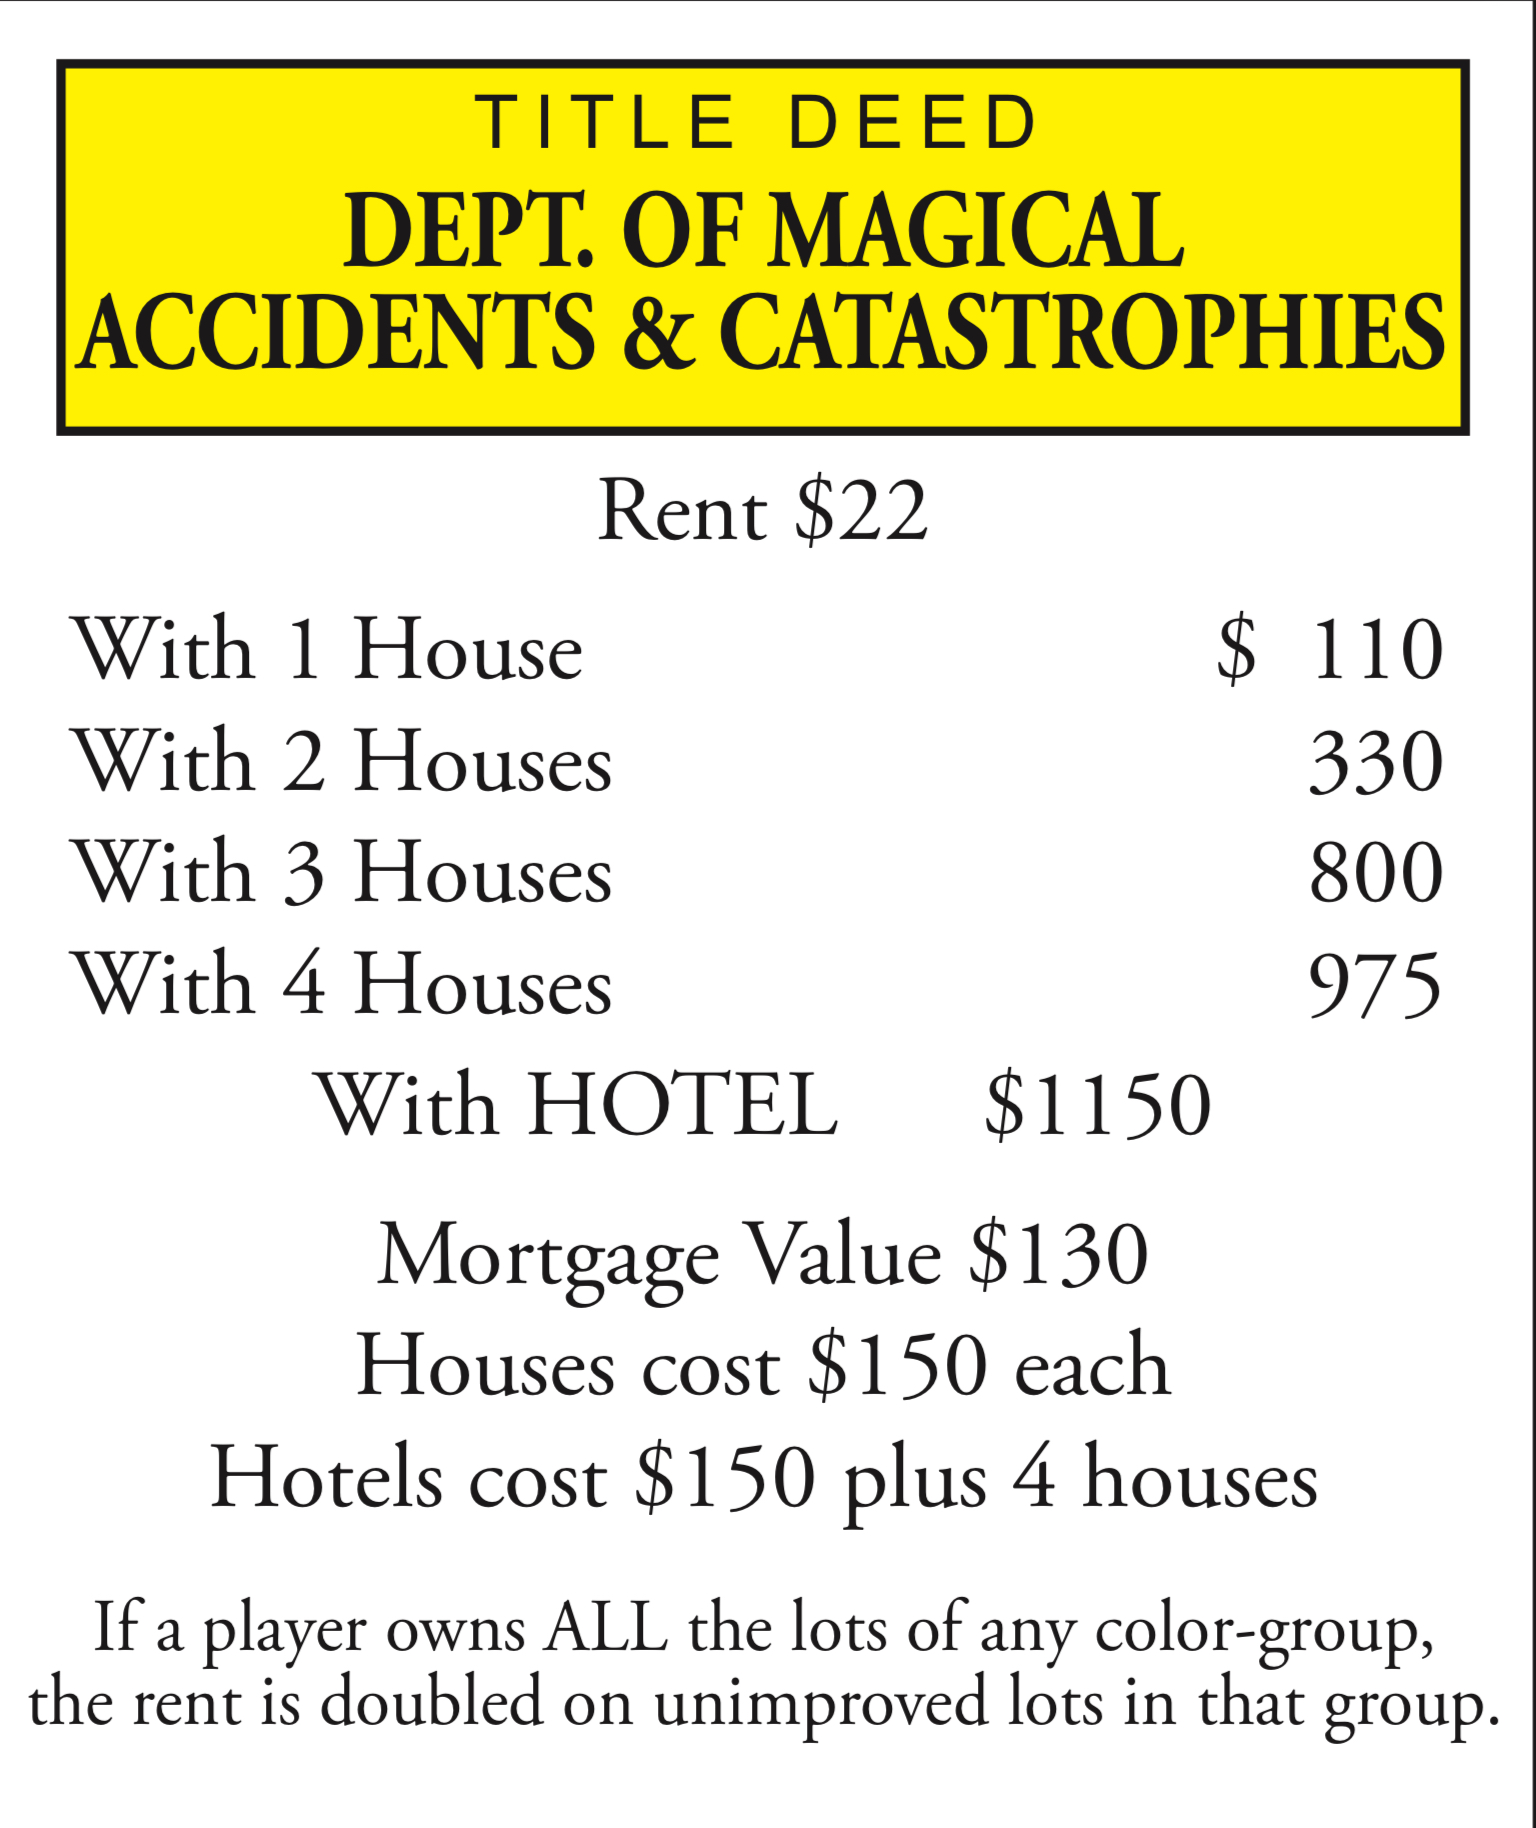 TITLE DEED
DEPT. OF MAGICAL
ACCIDENTS & CATASTROPHIES
Rent $22
With 1 House $ 110
With 2 Houses 330
With 3 Houses 800
With 4 Houses 975
With HOTEL $1150
Mortgage Value $130
Houses cost $150 each
Hotels cost $150 plus 4 houses
If a player owns ALL the lots of any color-group,
the rent is doubled on unimproved lots in that group.